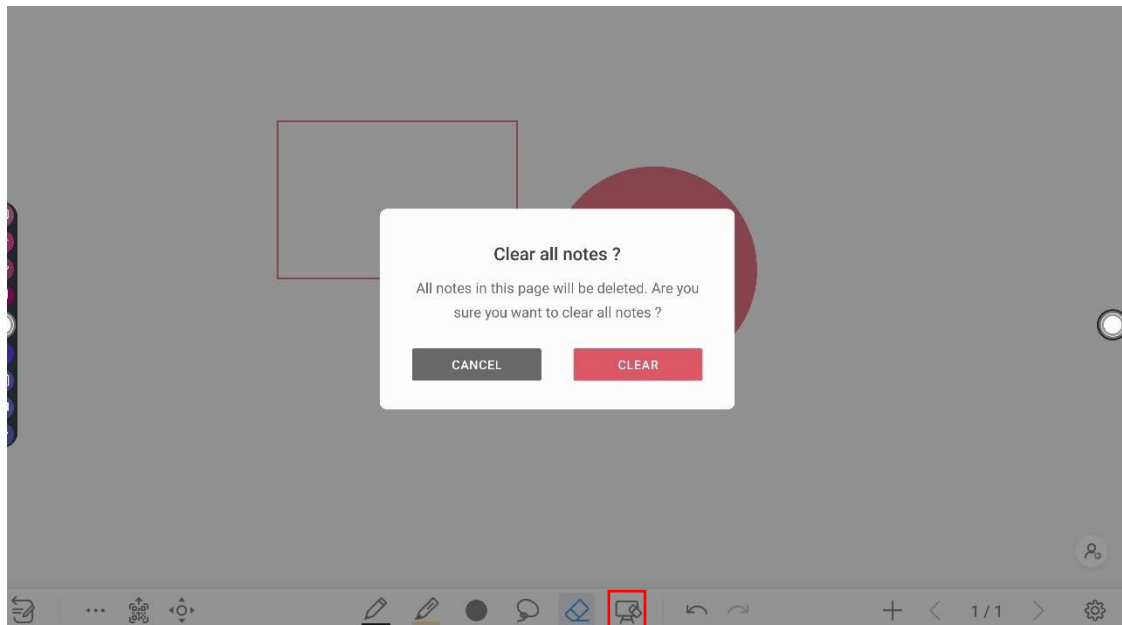 Clear all notes ?
All notes in this page will be deleted. Are you
sure you want to clear all notes ?
CANCEL
CLEAR
1/1